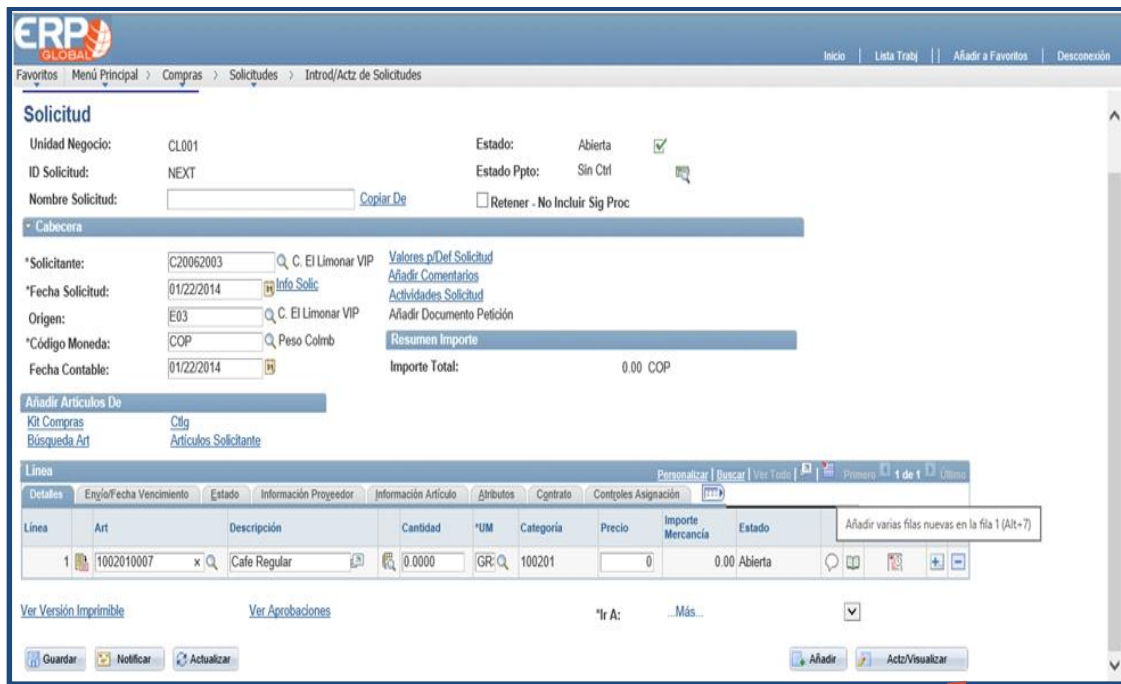 ERP
GLOBAL
Inicio | Lista Trabj || Añadir a Favoritos | Desconexión
Favoritos | Menú Principal > Compras > Solicitudes > Introd/Actz de Solicitudes
Solicitud
Unidad Negocio: CL001 Estado: Abierta
ID Solicitud: NEXT Estado Ppto: Sin Ctrl
Nombre Solicitud: Copiar De Retener - No Incluir Sig Proc
Cabecera
*Solicitante: C20062003 C. El Limonar VIP Valores p/Def Solicitud
Añadir Comentarios
*Fecha Solicitud: 01/22/2014 Info Solic
Actividades Solicitud
Origen: E03 C. El Limonar VIP Añadir Documento Petición
*Código Moneda: COP Peso Colmb Resumen Importe
Fecha Contable: 01/22/2014 Importe Total: 0.00 COP
Añadir Artículos De
Kit Compras Ctlg
Búsqueda Art Artículos Solicitante
Línea Personalizar | Buscar | Ver Todo | Primero 1 de 1 Último
Detalles Envío/Fecha Vencimiento Estado Información Proveedor Información Artículo Atributos Contrato Controles Asignación
Línea Art Descripción Cantidad *UM Categoría Precio Importe Mercancía Estado
Añadir varias filas nuevas en la fila 1 (Alt+7)
1 1002010007 x Cafe Regular 0.0000 GR 100201 0 0.00 Abierta
Ver Versión Imprimible Ver Aprobaciones *Ir A: ...Más...
Guardar Notificar Actualizar Añadir Actz/Visualizar